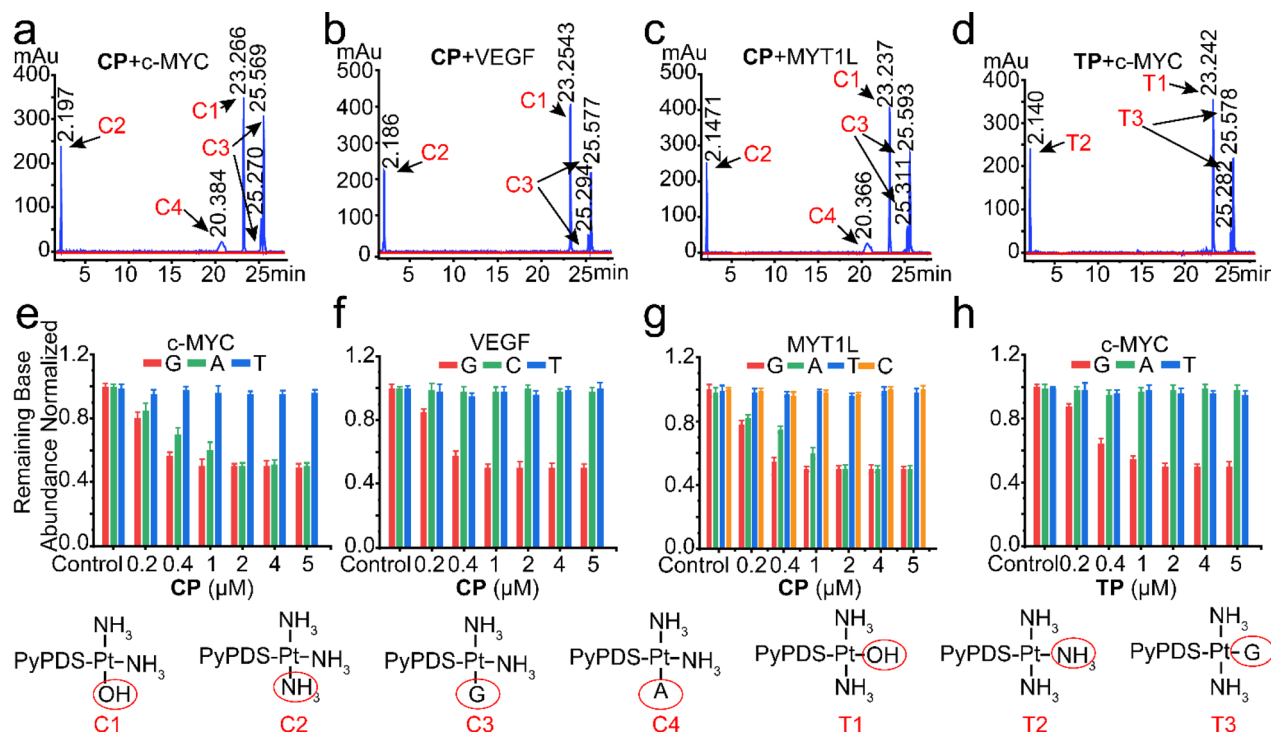 a
CP+c-MYC
mAu
400
300
200
100
0
5
10
15
20
25min
2.197
C2
C1
23.266
25.569
C3
25.270
C4
20.384
b
CP+VEGF
mAu
500
400
300
200
100
0
5
10
15
20
25min
2.186
C2
C1
23.2543
25.577
C3
25.294
c
CP+MYT1L
mAu
500
400
300
200
100
0
5
10
15
20
25min
2.1471
C2
C1
23.237
25.593
C3
25.311
C4
20.366
d
TP+c-MYC
mAu
400
300
200
100
0
5
10
15
20
25min
2.140
T2
T1
23.242
25.578
T3
25.282
e
c-MYC
G A T
Remaining Base
Abundance Normalized
1.2
0.8
0.4
0.0
Control 0.2 0.4 1 2 4 5
CP (µM)
f
VEGF
G C T
1.2
0.8
0.4
0.0
Control 0.2 0.4 1 2 4 5
CP (µM)
g
MYT1L
G A T C
1.2
0.8
0.4
0.0
Control 0.2 0.4 1 2 4 5
CP (µM)
h
c-MYC
G A T
1.2
0.8
0.4
0.0
Control 0.2 0.4 1 2 4 5
TP (µM)
NH3
PyPDS-Pt-NH3
OH
C1
NH3
PyPDS-Pt-NH3
NH3
C2
NH3
PyPDS-Pt-NH3
G
C3
NH3
PyPDS-Pt-NH3
A
C4
NH3
PyPDS-Pt-OH
NH3
T1
NH3
PyPDS-Pt-NH3
NH3
T2
NH3
PyPDS-Pt-G
NH3
T3